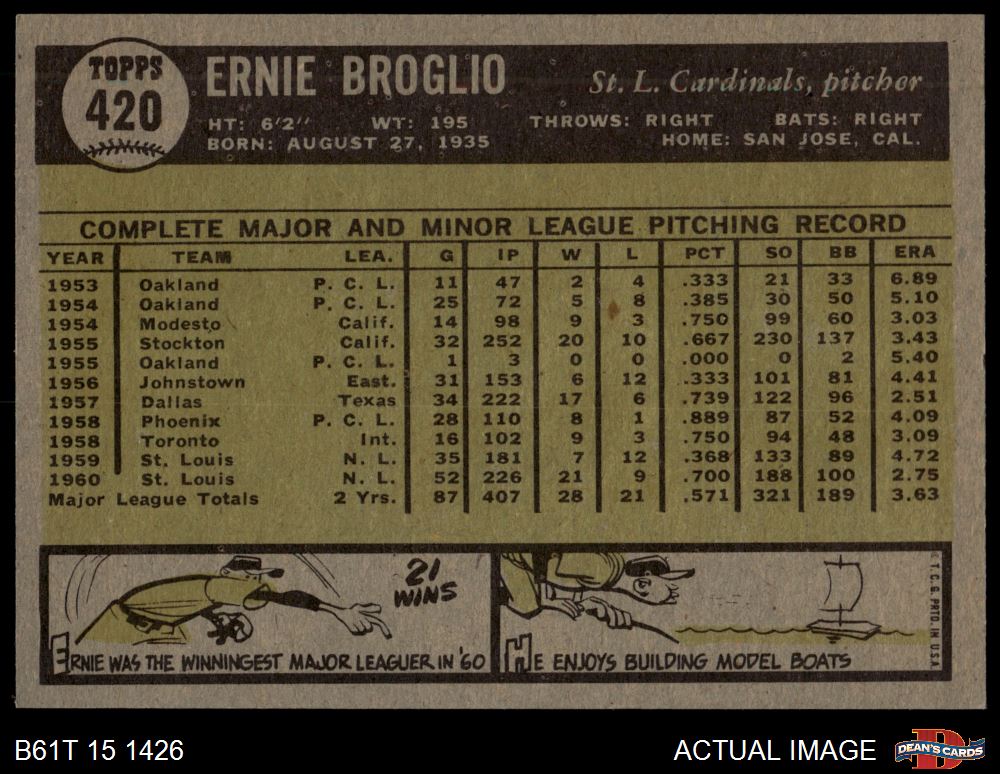 TOPPS
420
ERNIE BROGLIO
St. L. Cardinals, pitcher
HT: 6'2" WT: 195 THROWS: RIGHT BATS: RIGHT
BORN: AUGUST 27, 1935 HOME: SAN JOSE, CAL.
COMPLETE MAJOR AND MINOR LEAGUE PITCHING RECORD
YEAR TEAM LEA. G IP W L PCT SO BB ERA
1953 Oakland P. C. L. 11 47 2 4 .333 21 33 6.89
1954 Oakland P. C. L. 25 72 5 8 .385 30 50 5.10
1954 Modesto Calif. 14 98 9 3 .750 99 60 3.03
1955 Stockton Calif. 32 252 20 10 .667 230 137 3.43
1955 Oakland P. C. L. 1 3 0 0 .000 0 2 5.40
1956 Johnstown East. 31 153 6 12 .333 101 81 4.41
1957 Dallas Texas 34 222 17 6 .739 122 96 2.51
1958 Phoenix P. C. L. 28 110 8 1 .889 87 52 4.09
1958 Toronto Int. 16 102 9 3 .750 94 48 3.09
1959 St. Louis N. L. 35 181 7 12 .368 133 89 4.72
1960 St. Louis N. L. 52 226 21 9 .700 188 100 2.75
Major League Totals 2 Yrs. 87 407 28 21 .571 321 189 3.63
21
WINS
ERNIE WAS THE WINNINGEST MAJOR LEAGUER IN '60
HE ENJOYS BUILDING MODEL BOATS
© T. C. G. PRTD. IN U.S.A.
B61T 15 1426
ACTUAL IMAGE
D
DEAN'S CARDS